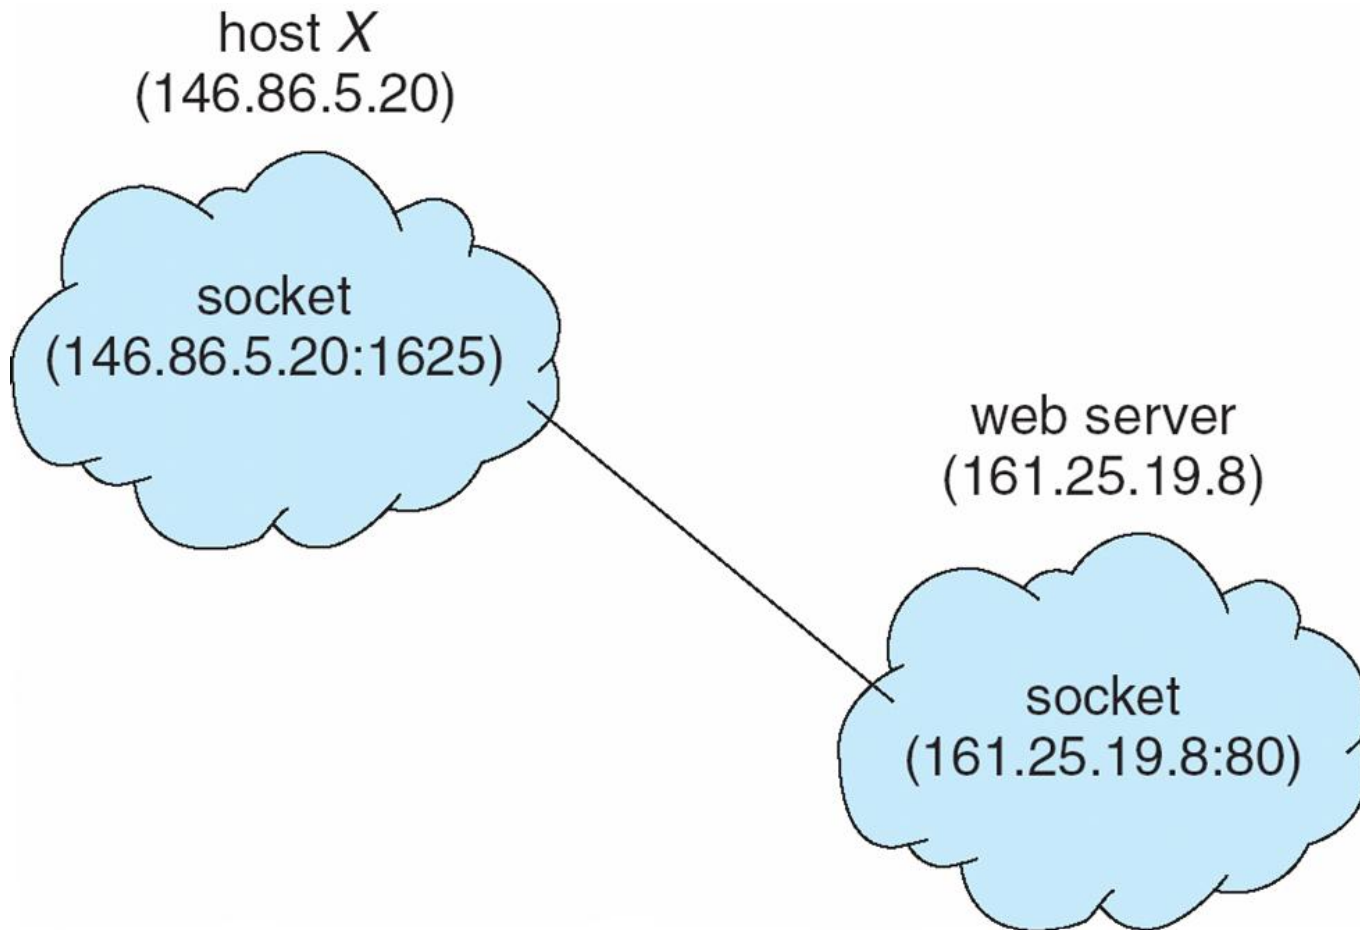 host X
(146.86.5.20)
socket
(146.86.5.20:1625)
web server
(161.25.19.8)
socket
(161.25.19.8:80)